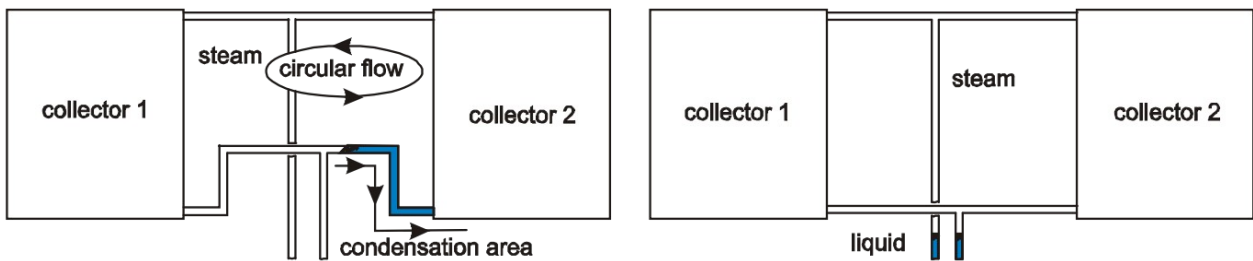 steam
circular flow
collector 1
collector 2
condensation area
steam
collector 1
collector 2
liquid